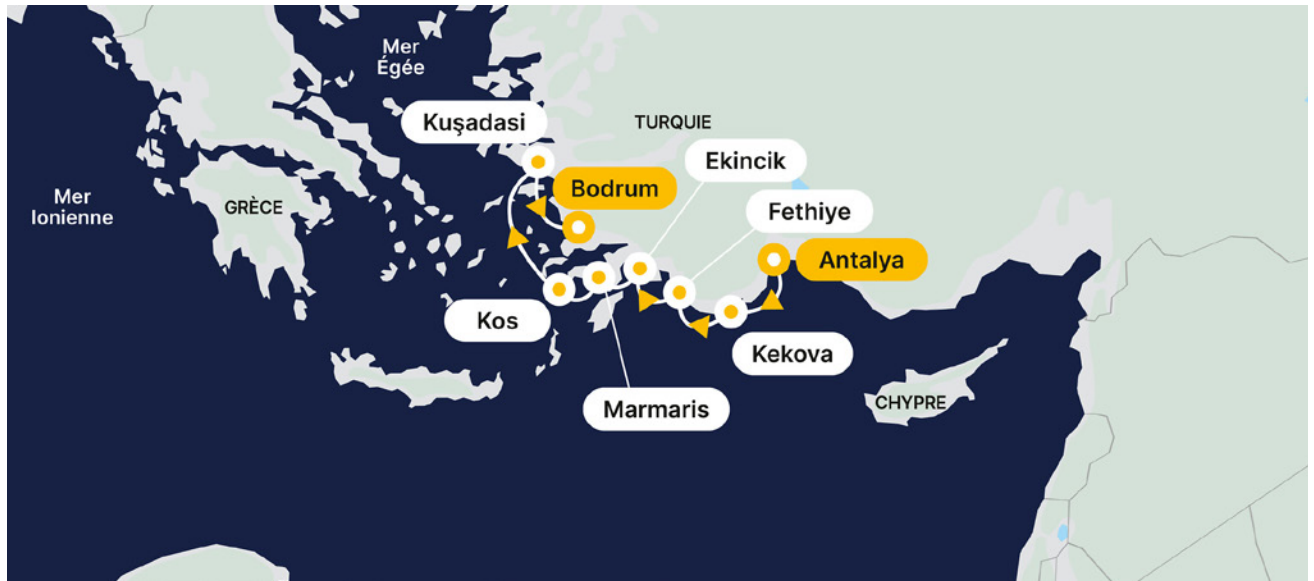 Mer
Égée
Kuşadasi
TURQUIE
Ekincik
Bodrum
Fethiye
Mer
Ionienne
GRÈCE
Antalya
Kos
Kekova
Marmaris
CHYPRE